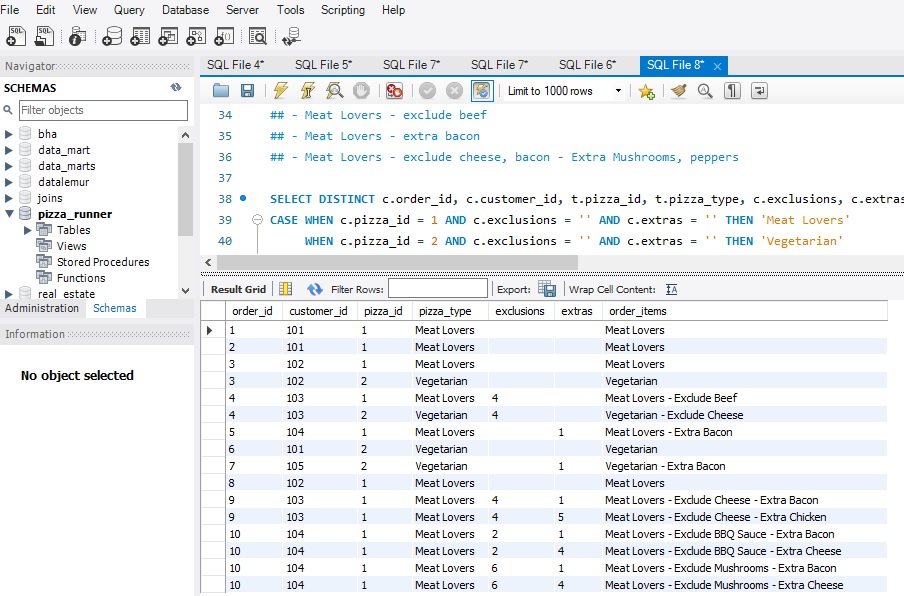 File Edit View Query Database Server Tools Scripting Help
Navigator
SCHEMAS
Filter objects
bha
data_mart
data_marts
datalemur
joins
pizza_runner
Tables
Views
Stored Procedures
Functions
real_estate
Administration Schemas
Information
No object selected
SQL File 4* SQL File 5* SQL File 7* SQL File 7* SQL File 6* SQL File 8*
Limit to 1000 rows
34 ## - Meat Lovers - exclude beef
35 ## - Meat Lovers - extra bacon
36 ## - Meat Lovers - exclude cheese, bacon - Extra Mushrooms, peppers
37
38 SELECT DISTINCT c.order_id, c.customer_id, t.pizza_id, t.pizza_type, c.exclusions, c.extras
39 CASE WHEN c.pizza_id = 1 AND c.exclusions = '' AND c.extras = '' THEN 'Meat Lovers'
40 WHEN c.pizza_id = 2 AND c.exclusions = '' AND c.extras = '' THEN 'Vegetarian'
Result Grid Filter Rows: Export: Wrap Cell Content:
order_id customer_id pizza_id pizza_type exclusions extras order_items
1 101 1 Meat Lovers Meat Lovers
2 101 1 Meat Lovers Meat Lovers
3 102 1 Meat Lovers Meat Lovers
3 102 2 Vegetarian Vegetarian
4 103 1 Meat Lovers 4 Meat Lovers - Exclude Beef
4 103 2 Vegetarian 4 Vegetarian - Exclude Cheese
5 104 1 Meat Lovers 1 Meat Lovers - Extra Bacon
6 101 2 Vegetarian Vegetarian
7 105 2 Vegetarian 1 Vegetarian - Extra Bacon
8 102 1 Meat Lovers Meat Lovers
9 103 1 Meat Lovers 4 1 Meat Lovers - Exclude Cheese - Extra Bacon
9 103 1 Meat Lovers 4 5 Meat Lovers - Exclude Cheese - Extra Chicken
10 104 1 Meat Lovers 2 1 Meat Lovers - Exclude BBQ Sauce - Extra Bacon
10 104 1 Meat Lovers 2 4 Meat Lovers - Exclude BBQ Sauce - Extra Cheese
10 104 1 Meat Lovers 6 1 Meat Lovers - Exclude Mushrooms - Extra Bacon
10 104 1 Meat Lovers 6 4 Meat Lovers - Exclude Mushrooms - Extra Cheese